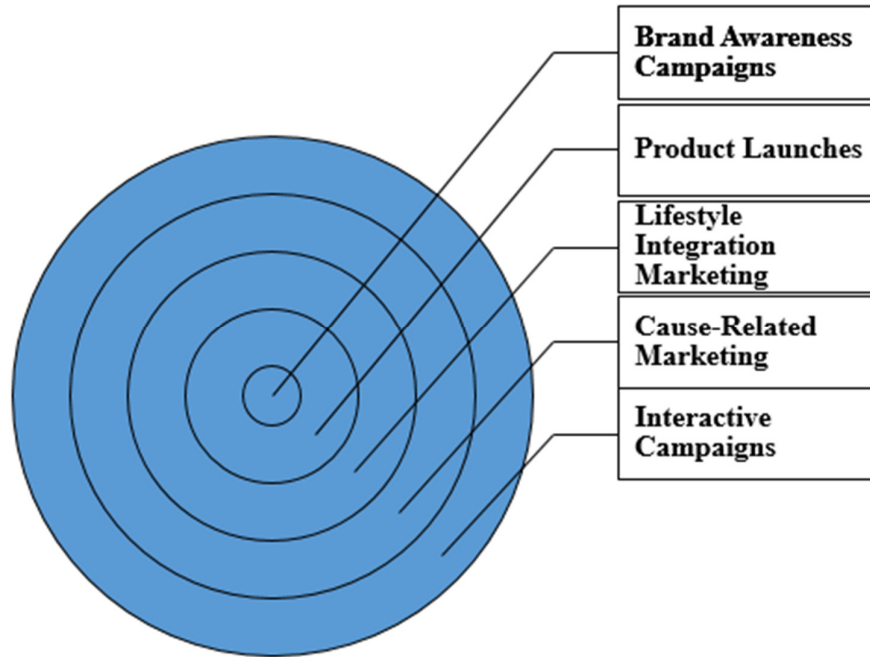 Brand Awareness
Campaigns
Product Launches
Lifestyle
Integration
Marketing
Cause-Related
Marketing
Interactive
Campaigns